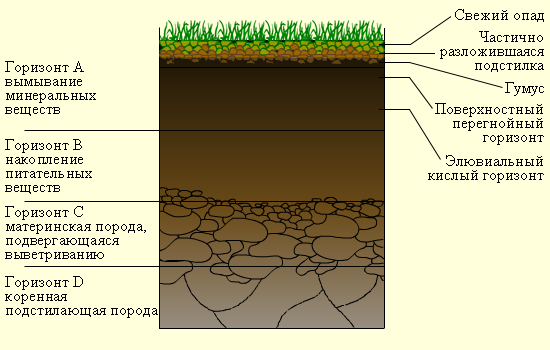 Горизонт А
вымывание
минеральных
веществ
Горизонт В
накопление
питательных
веществ
Горизонт С
материнская порода,
подвергающаяся
выветриванию
Горизонт D
коренная
подстилающая порода
Свежий опад
Частично
разложившаяся
подстилка
Гумус
Поверхностный
перегнойный
горизонт
Элювиальный
кислый горизонт